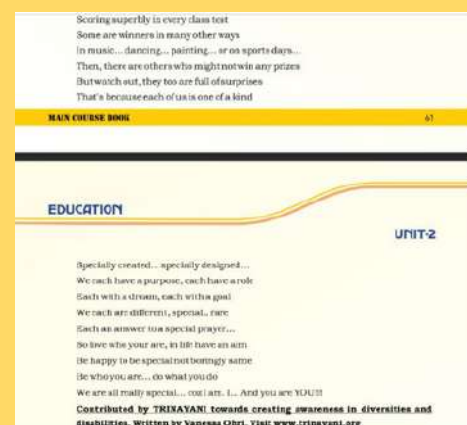 Scoring superbly in every class test
Some are winners in many other ways
In music... dancing... painting... or on sports days...
Then, there are others who might not win any prizes
But watch out, they too are full of surprises
That's because each of us is one of a kind
MAIN COURSE BOOK 61
EDUCATION
UNIT-2
Specially created... specially designed...
We each have a purpose, each have a role
Each with a dream, each with a goal
We each are different, special.. rare
Each an answer to a special prayer...
So love who your are, in life have an aim
Be happy to be special not boringly same
Be who you are... do what you do
We are all really special... coz I am. I... And you are YOU!!!
Contributed by TRINAYANI towards creating awareness in diversities and
disabilities. Written by Vanessa Ohri. Visit www.trinayani.org